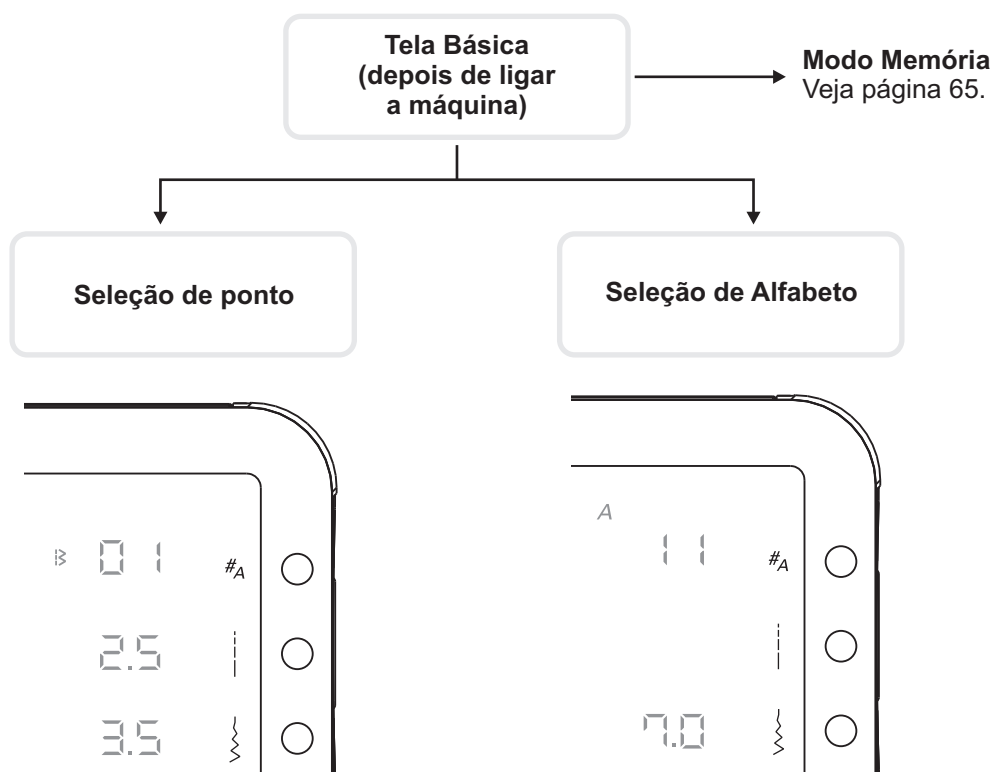 Tela Básica
(depois de ligar
a máquina)
Modo Memória
Veja página 65.
Seleção de ponto
Seleção de Alfabeto
01
#A
2.5
3.5
A
11
#A
7.0